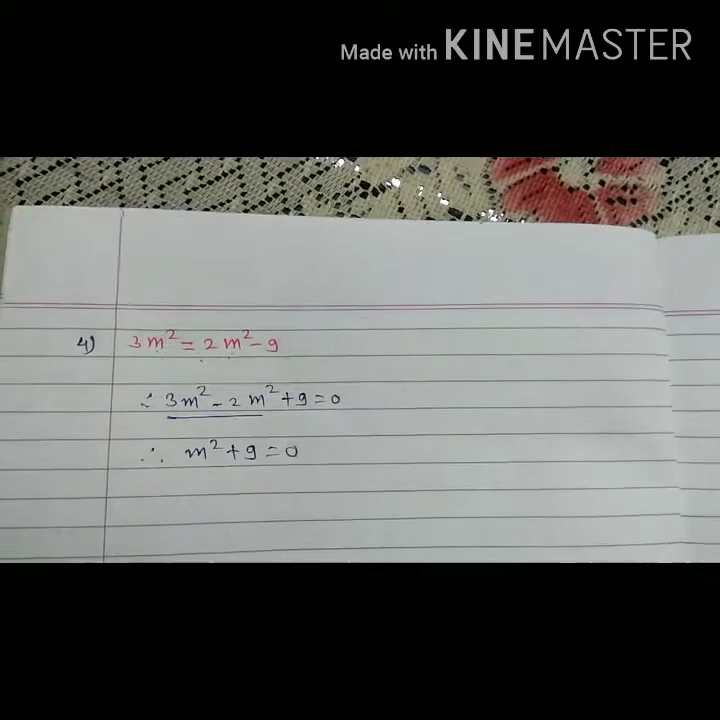 Made with KINEMASTER
4) 3m² = 2m² - 9
∴ 3m² - 2m² + 9 = 0
∴ m² + 9 = 0